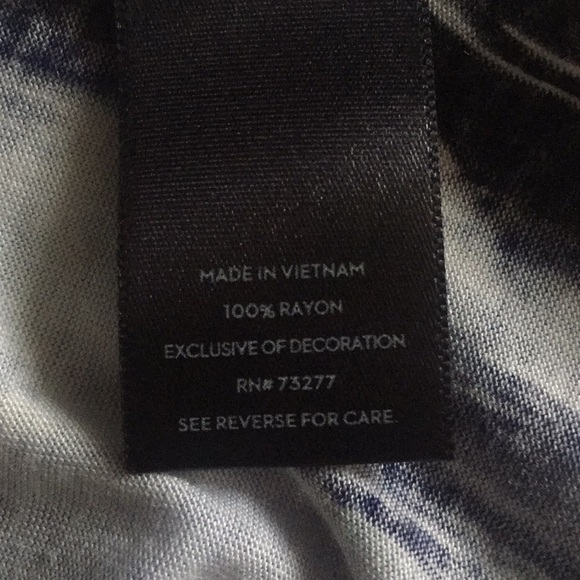 MADE IN VIETNAM
100% RAYON
EXCLUSIVE OF DECORATION
RN# 73277
SEE REVERSE FOR CARE.